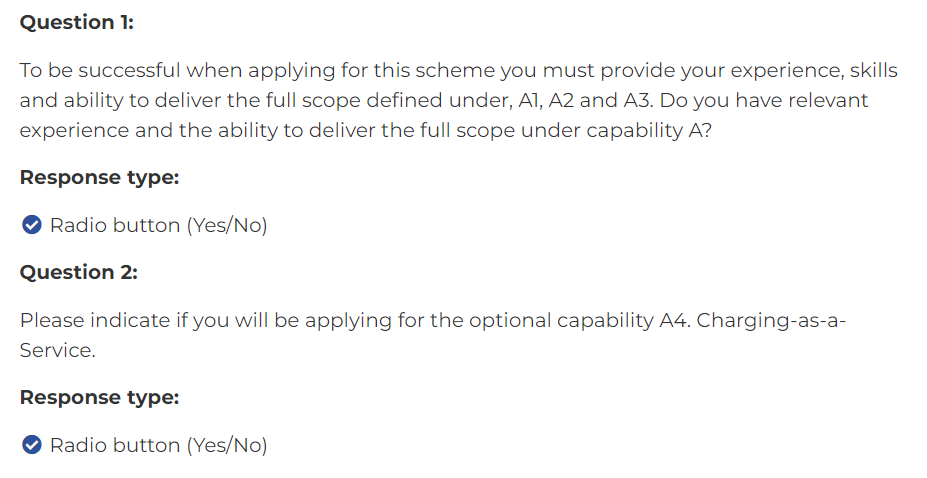 Question 1:
To be successful when applying for this scheme you must provide your experience, skills
and ability to deliver the full scope defined under, A1, A2 and A3. Do you have relevant
experience and the ability to deliver the full scope under capability A?
Response type:
Radio button (Yes/No)
Question 2:
Please indicate if you will be applying for the optional capability A4. Charging-as-a-
Service.
Response type:
Radio button (Yes/No)